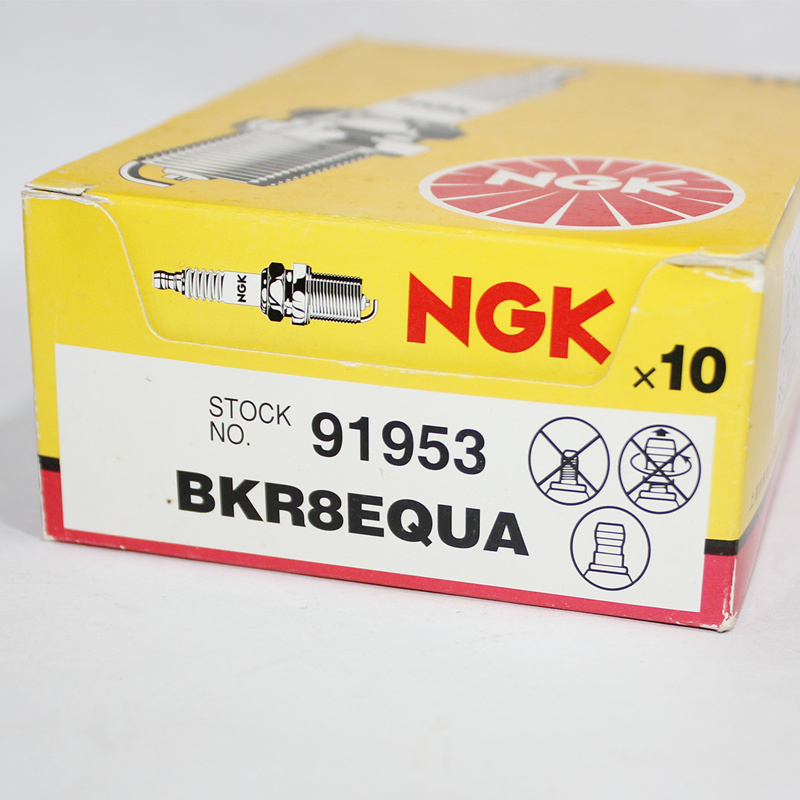 NGK
NGK
NGK
×10
STOCK
NO.
91953
BKR8EQUA